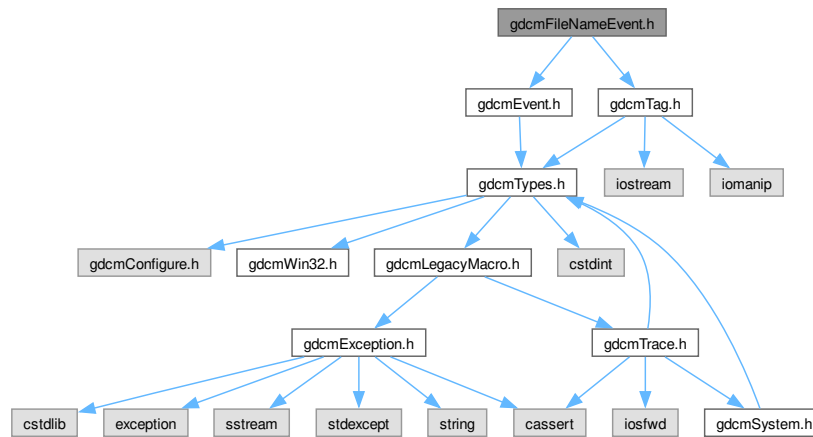 gdcmFileNameEvent.h
gdcmEvent.h
gdcmTag.h
gdcmTypes.h
iostream
iomanip
gdcmConfigure.h
gdcmWin32.h
gdcmLegacyMacro.h
cstdint
gdcmException.h
gdcmTrace.h
cstdlib
exception
sstream
stdexcept
string
cassert
iosfwd
gdcmSystem.h